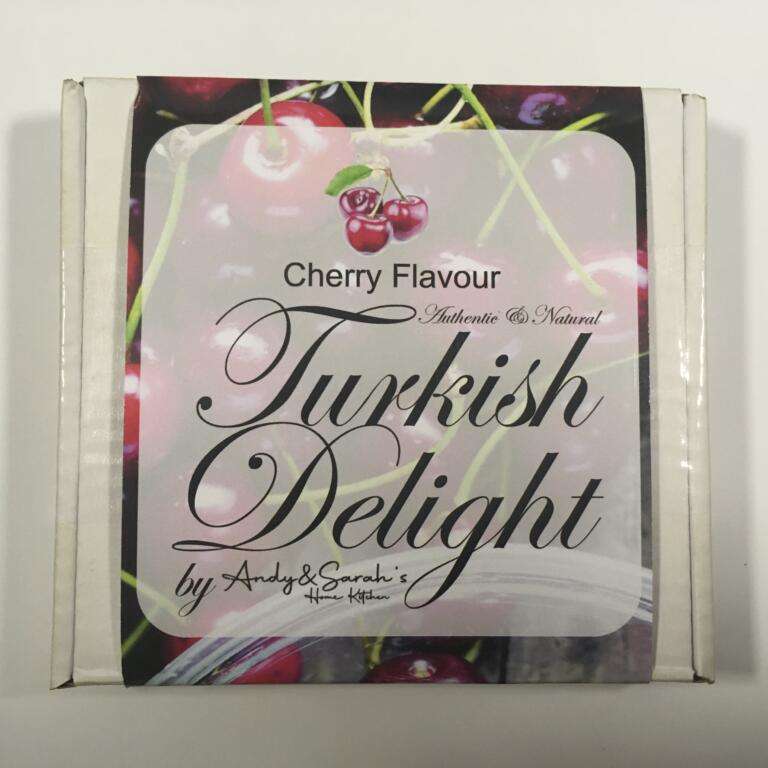 Cherry Flavour
Authentic & Natural
Turkish
Delight
by Andy&Sarah's
Home Kitchen